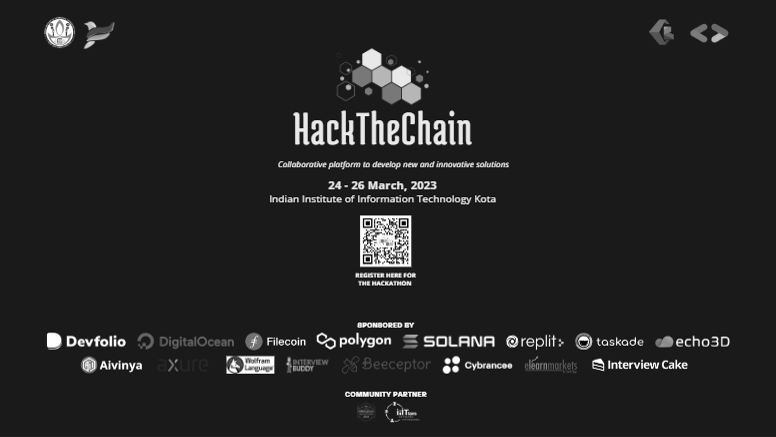 HackTheChain
Collaborative platform to develop new and innovative solutions
24 - 26 March, 2023
Indian Institute of Information Technology Kota
REGISTER HERE FOR
THE HACKATHON
SPONSORED BY
Devfolio DigitalOcean Filecoin polygon SOLANA replit taskade echo3D
Aivinya axure Wolfram Language INTERVIEW BUDDY Beeceptor Cybrancee elearnmarkets Interview Cake
COMMUNITY PARTNER